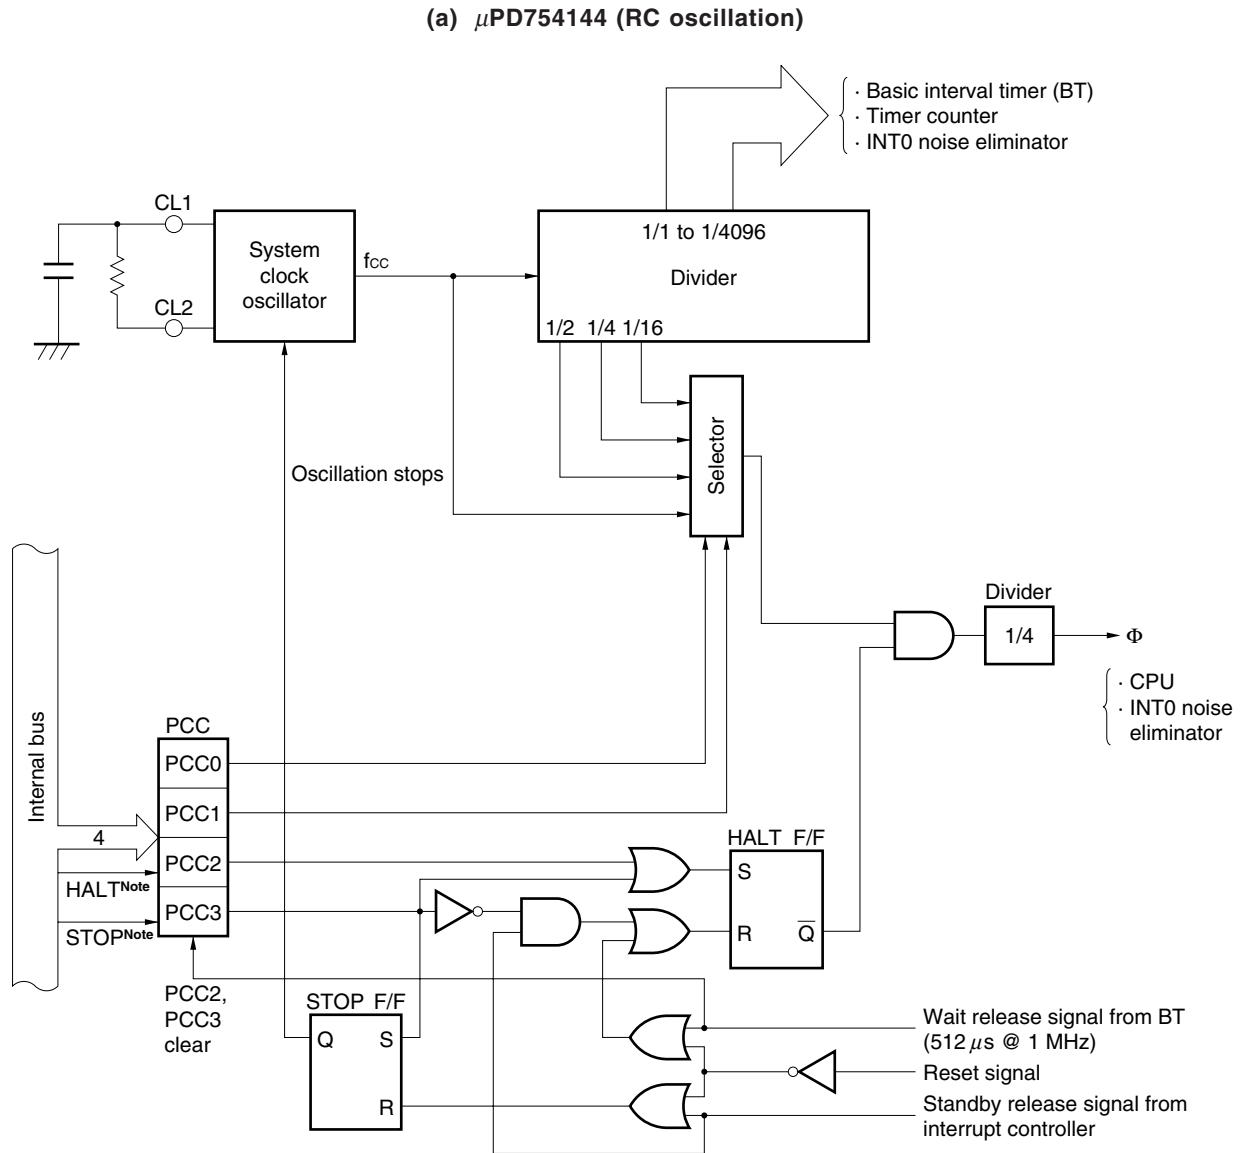 (a) μPD754144 (RC oscillation)
· Basic interval timer (BT)
· Timer counter
· INT0 noise eliminator
CL1
System
clock
oscillator
fCC
1/1 to 1/4096
Divider
CL2
1/2 1/4 1/16
Selector
Oscillation stops
Internal bus
Divider
1/4
Φ
· CPU
· INT0 noise
eliminator
PCC
PCC0
PCC1
4
PCC2
HALTNote
PCC3
STOPNote
HALT F/F
S
R
Q̅
PCC2,
PCC3
clear
STOP F/F
Q S
R
Wait release signal from BT
(512 μs @ 1 MHz)
Reset signal
Standby release signal from
interrupt controller